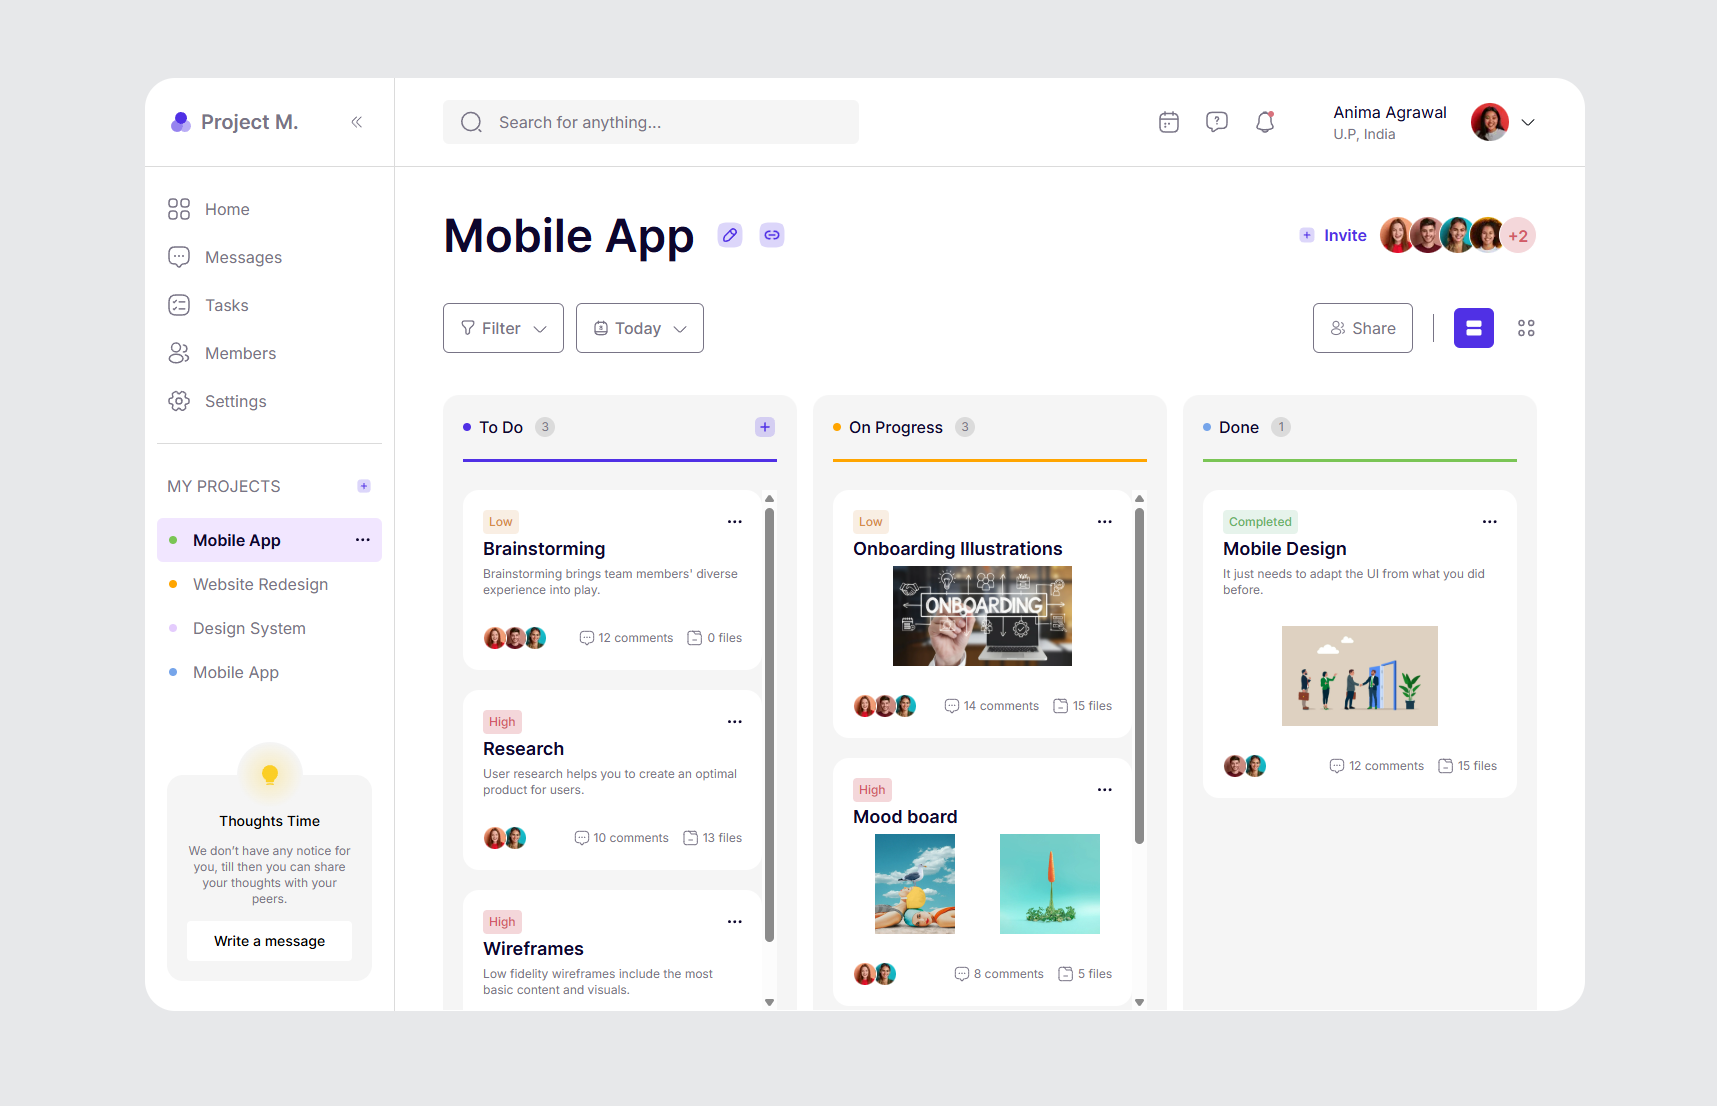 Project M.
Search for anything...
Anima Agrawal
U.P, India
Home
Messages
Tasks
Members
Settings
MY PROJECTS
Mobile App
Website Redesign
Design System
Mobile App
Thoughts Time
We don't have any notice for
you, till then you can share
your thoughts with your
peers.
Write a message
Mobile App
Invite
+2
Filter
Today
Share
To Do 3
Low
Brainstorming
Brainstorming brings team members' diverse
experience into play.
12 comments 0 files
High
Research
User research helps you to create an optimal
product for users.
10 comments 13 files
High
Wireframes
Low fidelity wireframes include the most
basic content and visuals.
On Progress 3
Low
Onboarding Illustrations
ONBOARDING
14 comments 15 files
High
Mood board
8 comments 5 files
Done 1
Completed
Mobile Design
It just needs to adapt the UI from what you did
before.
12 comments 15 files